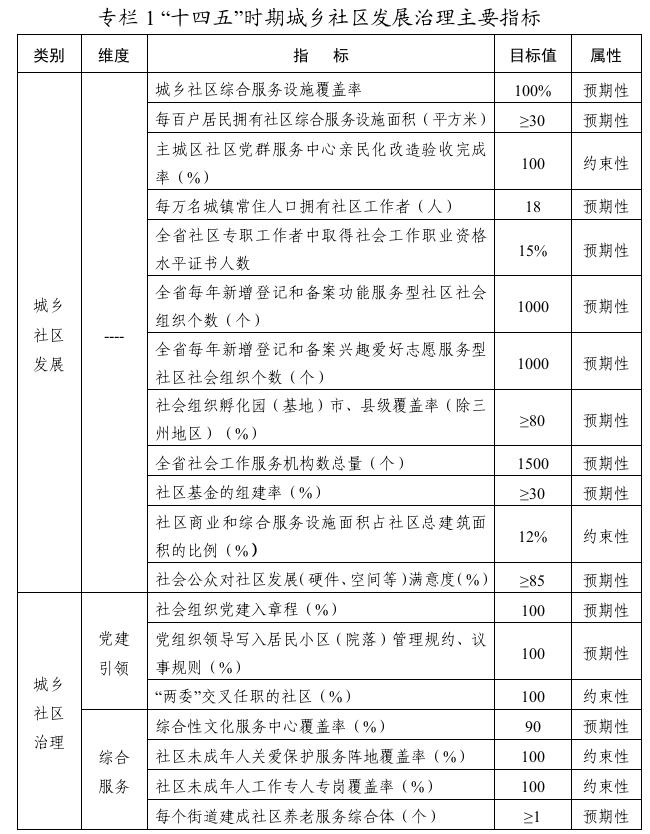 专栏 1 “十四五”时期城乡社区发展治理主要指标
类别 维度 指 标 目标值 属性
城乡
社区
发展
----
城乡社区综合服务设施覆盖率 100% 预期性
每百户居民拥有社区综合服务设施面积（平方米） ≥30 预期性
主城区社区党群服务中心亲民化改造验收完成
率（%） 100 约束性
每万名城镇常住人口拥有社区工作者（人） 18 预期性
全省社区专职工作者中取得社会工作职业资格
水平证书人数 15% 预期性
全省每年新增登记和备案功能服务型社区社会
组织个数（个） 1000 预期性
全省每年新增登记和备案兴趣爱好志愿服务型
社区社会组织个数（个） 1000 预期性
社会组织孵化园（基地）市、县级覆盖率（除三
州地区）（%） ≥80 预期性
全省社会工作服务机构数总量（个） 1500 预期性
社区基金的组建率（%） ≥30 预期性
社区商业和综合服务设施面积占社区总建筑面
积的比例（%） 12% 约束性
社会公众对社区发展（硬件、空间等）满意度（%） ≥85 预期性
城乡
社区
治理
党建
引领
社会组织党建入章程（%） 100 预期性
党组织领导写入居民小区（院落）管理规约、议
事规则（%） 100 预期性
“两委”交叉任职的社区（%） 100 约束性
综合
服务
综合性文化服务中心覆盖率（%） 90 预期性
社区未成年人关爱保护服务阵地覆盖率（%） 100 约束性
社区未成年人工作专人专岗覆盖率（%） 100 约束性
每个街道建成社区养老服务综合体（个） ≥1 预期性